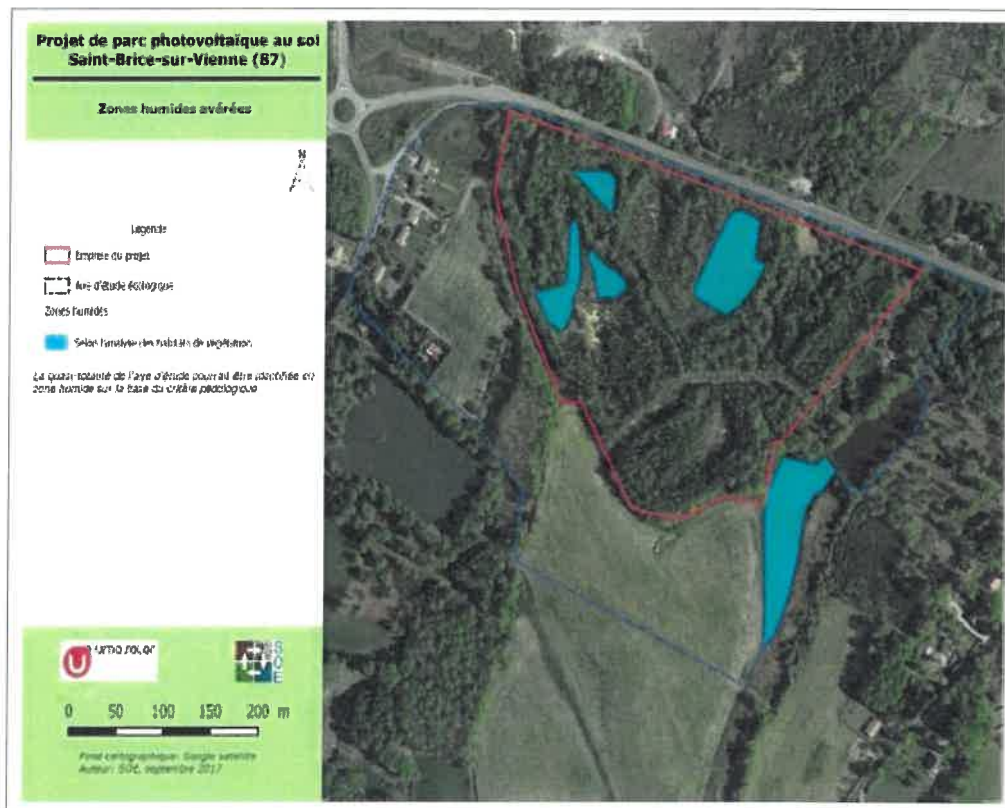 Projet de parc photovoltaïque au sol
Saint-Brice-sur-Vienne (87)
Zones humides avérées
N
Légende
Emprise du projet
Aire d'étude écologique
Zones humides
Selon l'analyse des habitats de végétation
La quasi-totalité de l'aire d'étude pourrait être identifiée en
zone humide sur la base du critère pédologique
solar
SOE
0 50 100 150 200 m
Fond cartographique: Google satellite
Auteur: SOE, septembre 2017